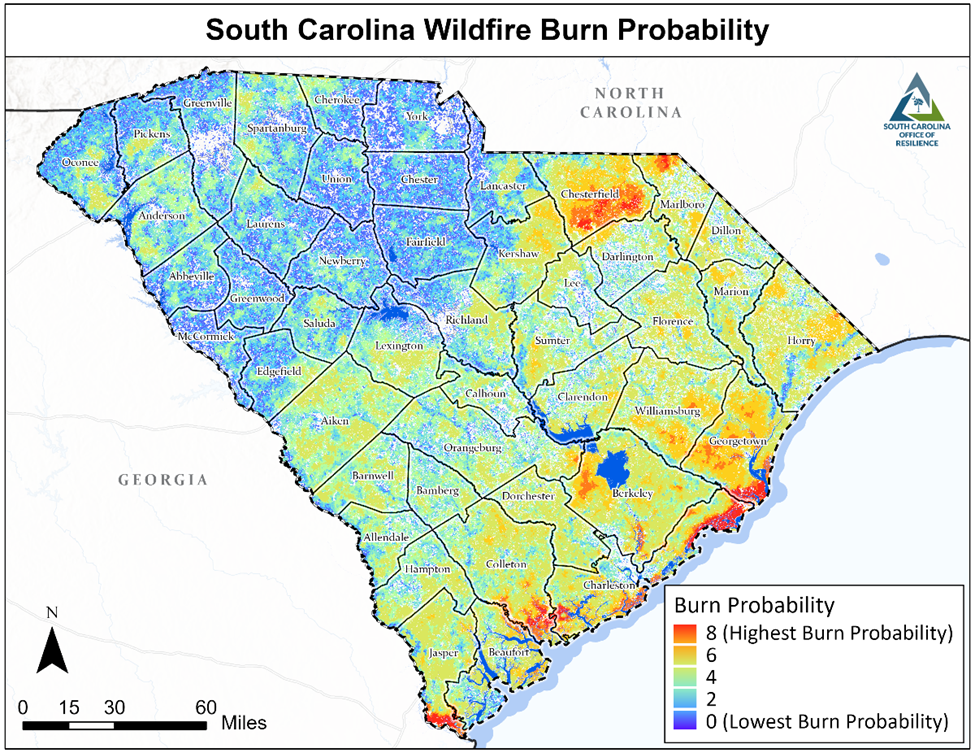 South Carolina Wildfire Burn Probability
NORTH
CAROLINA
SOUTH CAROLINA
OFFICE OF
RESILIENCE
Greenville
Cherokee
York
Spartanburg
Pickens
Oconee
Union
Chester
Lancaster
Chesterfield
Marlboro
Anderson
Laurens
Dillon
Fairfield
Kershaw
Darlington
Newberry
Abbeville
Lee
Marion
Greenwood
Richland
Florence
Saluda
McCormick
Lexington
Sumter
Horry
Edgefield
Calhoun
Clarendon
Williamsburg
Aiken
Georgetown
Orangeburg
GEORGIA
Barnwell
Bamberg
Dorchester
Berkeley
Allendale
Hampton
Colleton
Charleston
Jasper
Beaufort
N
0 15 30 60
Miles
Burn Probability
8 (Highest Burn Probability)
6
4
2
0 (Lowest Burn Probability)